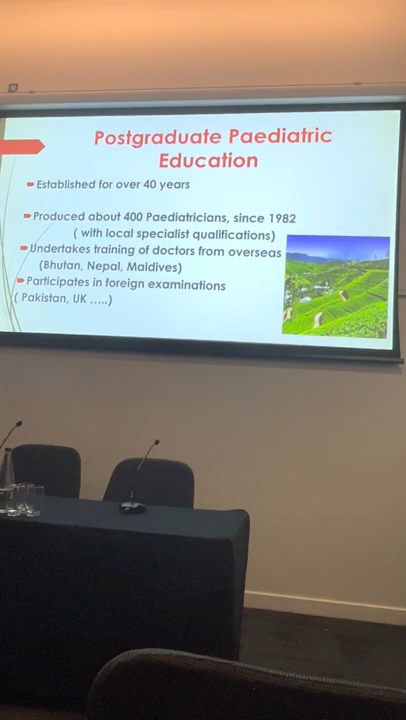 Postgraduate Paediatric
Education
Established for over 40 years
Produced about 400 Paediatricians, since 1982
( with local specialist qualifications)
Undertakes training of doctors from overseas
(Bhutan, Nepal, Maldives)
Participates in foreign examinations
( Pakistan, UK .....)